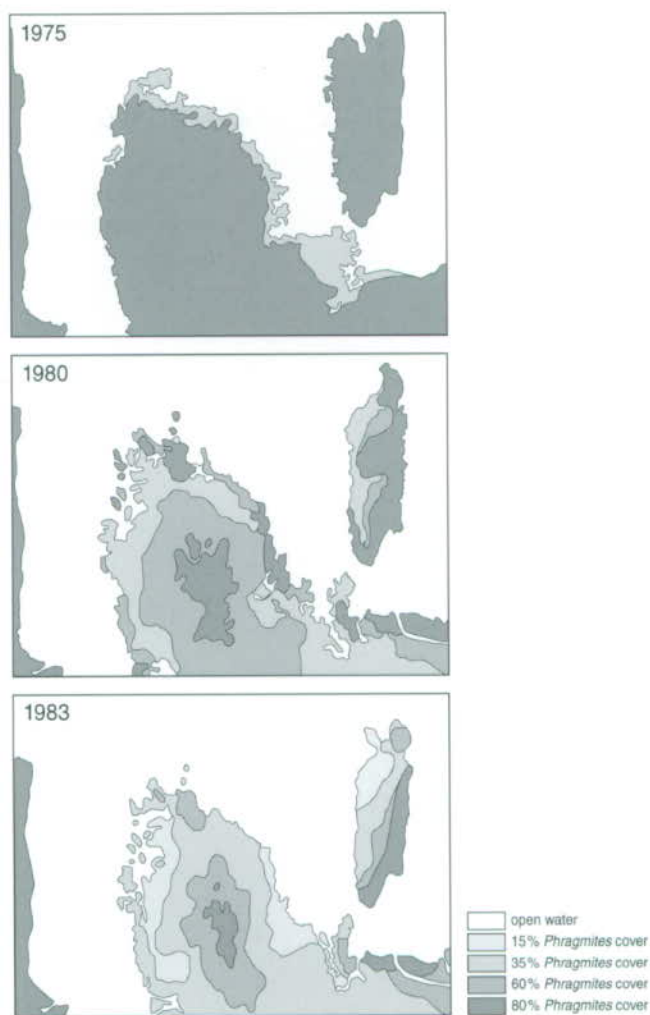 1975
1980
1983
open water
15% Phragmites cover
35% Phragmites cover
60% Phragmites cover
80% Phragmites cover